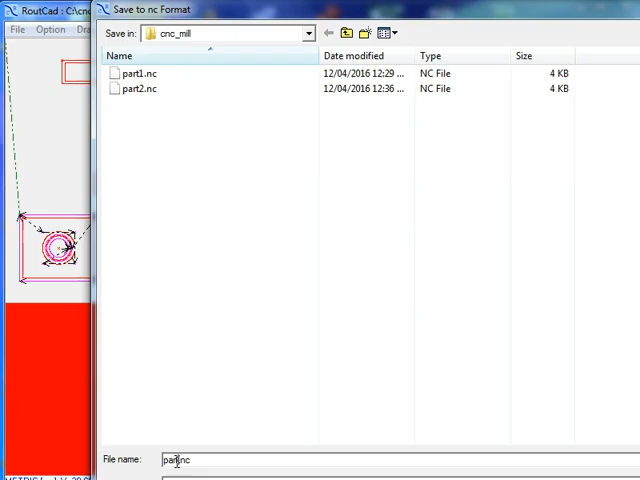 RoutCad : C:\cnc
Save to nc Format
File Option Dra
Save in: cnc_mill
Name Date modified Type Size
part1.nc 12/04/2016 12:29 ... NC File 4 KB
part2.nc 12/04/2016 12:36 ... NC File 4 KB
File name: